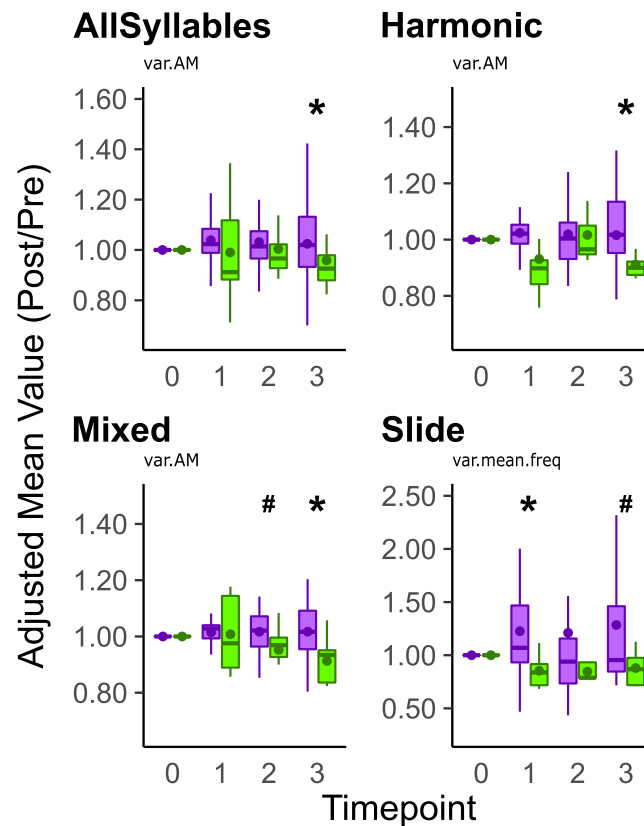 AllSyllables
var.AM
*
1.60
1.40
1.20
1.00
0.80
0 1 2 3
Harmonic
var.AM
*
1.40
1.20
1.00
0.80
0 1 2 3
Adjusted Mean Value (Post/Pre)
Mixed
var.AM
# *
1.40
1.20
1.00
0.80
0 1 2 3
Slide
var.mean.freq
* #
2.50
2.00
1.50
1.00
0.50
0 1 2 3
Timepoint